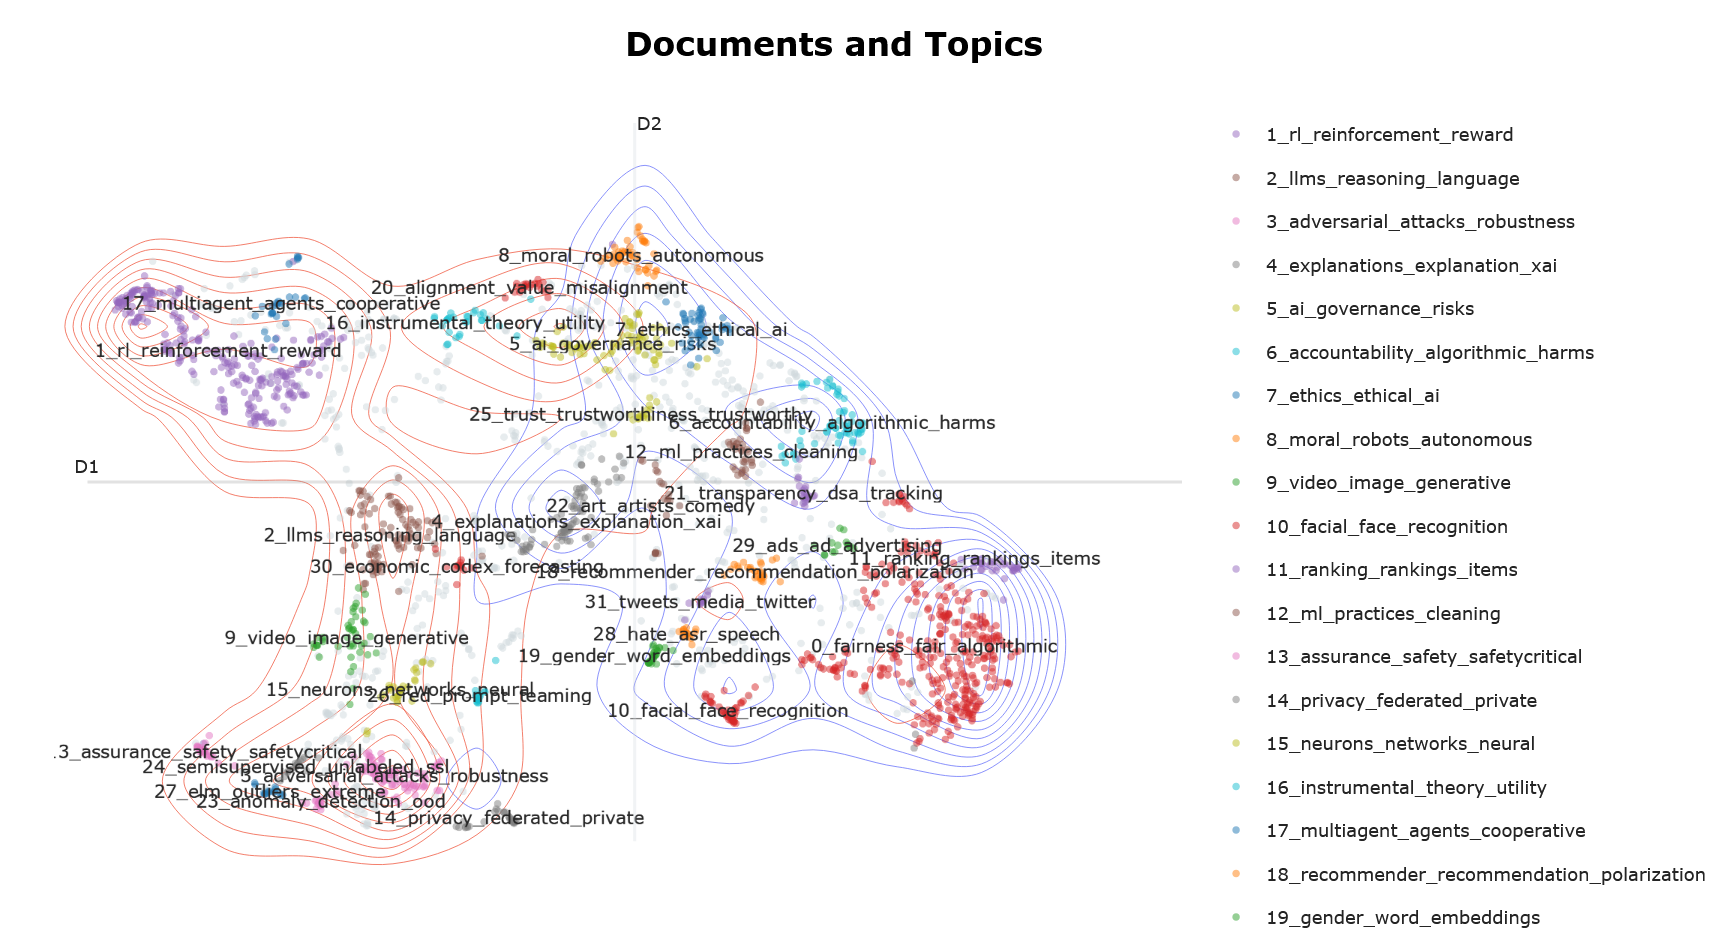 Documents and Topics
D2
8_moral_robots_autonomous
20_alignment_value_misalignment
17_multiagent_agents_cooperative
16_instrumental_theory_utility
7_ethics_ethical_ai
5_ai_governance_risks
1_rl_reinforcement_reward
25_trust_trustworthiness_trustworthy
6_accountability_algorithmic_harms
12_ml_practices_cleaning
D1
21_transparency_dsa_tracking
22_art_artists_comedy
4_explanations_explanation_xai
2_llms_reasoning_language
29_ads_ad_advertising
11_ranking_rankings_items
30_economic_codex_forecasting
18_recommender_recommendation_polarization
31_tweets_media_twitter
28_hate_asr_speech
9_video_image_generative
0_fairness_fair_algorithmic
19_gender_word_embeddings
15_neurons_networks_neural
26_red_prompt_teaming
10_facial_face_recognition
.3_assurance_safety_safetycritical
24_semisupervised_unlabeled_ssl
3_adversarial_attacks_robustness
27_elm_outliers_extreme
23_anomaly_detection_ood
14_privacy_federated_private
1_rl_reinforcement_reward
2_llms_reasoning_language
3_adversarial_attacks_robustness
4_explanations_explanation_xai
5_ai_governance_risks
6_accountability_algorithmic_harms
7_ethics_ethical_ai
8_moral_robots_autonomous
9_video_image_generative
10_facial_face_recognition
11_ranking_rankings_items
12_ml_practices_cleaning
13_assurance_safety_safetycritical
14_privacy_federated_private
15_neurons_networks_neural
16_instrumental_theory_utility
17_multiagent_agents_cooperative
18_recommender_recommendation_polarization
19_gender_word_embeddings